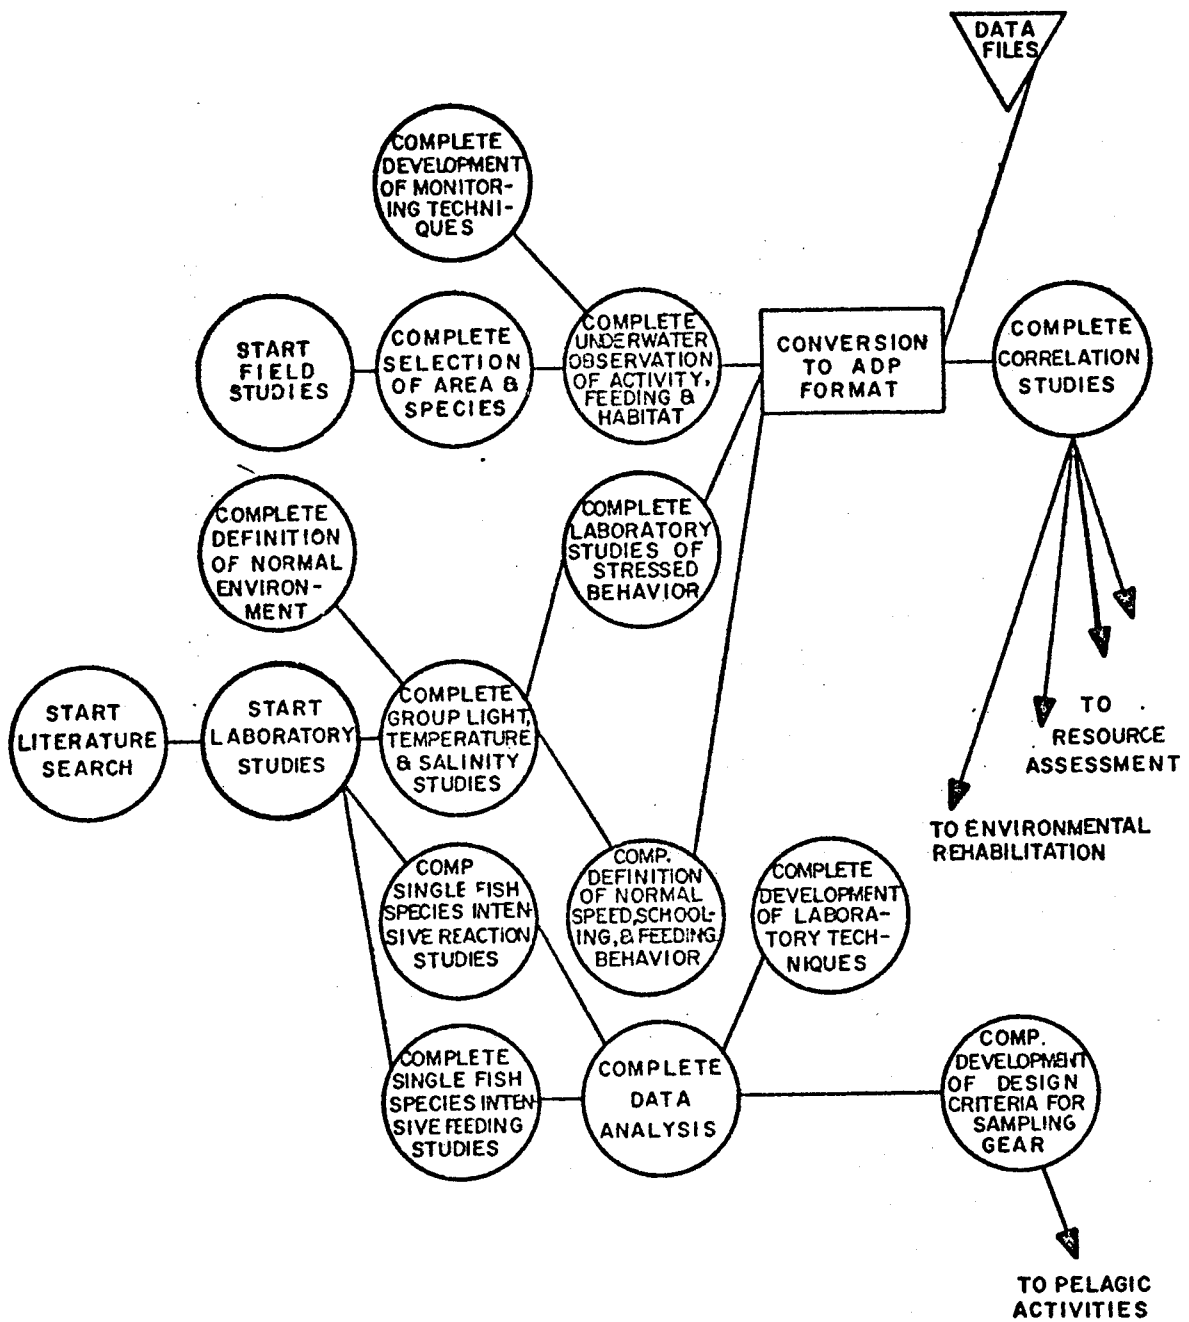 DATA
FILES
COMPLETE
DEVELOPMENT
OF MONITOR-
ING TECHNI-
QUES
START
FIELD
STUDIES
COMPLETE
SELECTION
OF AREA &
SPECIES
COMPLETE
UNDERWATER
OBSERVATION
OF ACTIVITY,
FEEDING &
HABITAT
CONVERSION
TO ADP
FORMAT
COMPLETE
CORRELATION
STUDIES
COMPLETE
DEFINITION
OF NORMAL
ENVIRON-
MENT
COMPLETE
LABORATORY
STUDIES OF
STRESSED
BEHAVIOR
START
LITERATURE
SEARCH
START
LABORATORY
STUDIES
COMPLETE
GROUP LIGHT,
TEMPERATURE
& SALINITY
STUDIES
TO
RESOURCE
ASSESSMENT
TO ENVIRONMENTAL
REHABILITATION
COMP
SINGLE FISH
SPECIES INTEN-
SIVE REACTION
STUDIES
COMP.
DEFINITION
OF NORMAL
SPEED, SCHOOL-
ING, & FEEDING
BEHAVIOR
COMPLETE
DEVELOPMENT
OF LABORA-
TORY TECH-
NIQUES
COMPLETE
SINGLE FISH
SPECIES INTEN
SIVE FEEDING
STUDIES
COMPLETE
DATA
ANALYSIS
COMP.
DEVELOPMENT
OF DESIGN
CRITERIA FOR
SAMPLING
GEAR
TO PELAGIC
ACTIVITIES